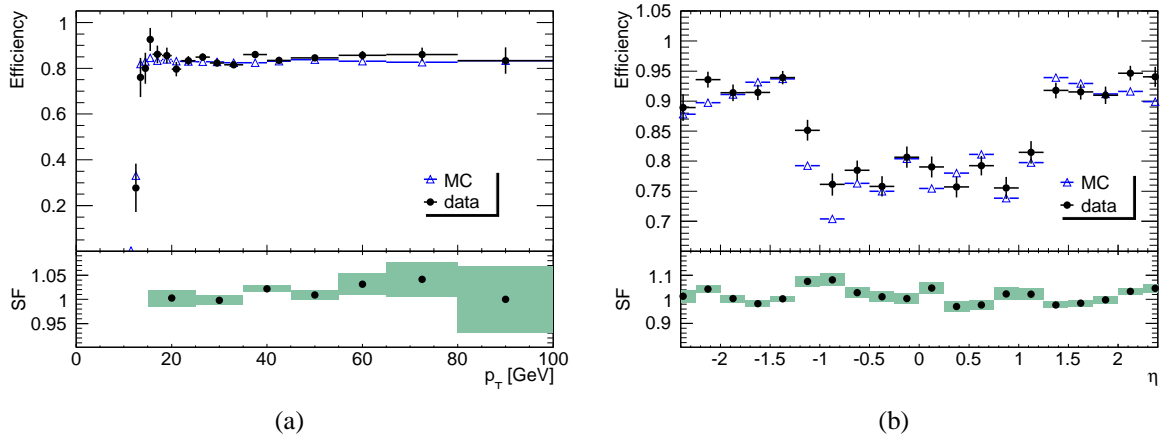 Efficiency
1
0.8
0.6
0.4
0.2
MC
data
SF
1.05
1
0.95
0 20 40 60 80 100
p_T [GeV]
(a)
Efficiency
1.05
1
0.95
0.9
0.85
0.8
0.75
0.7
MC
data
SF
1.1
1
0.9
-2 -1.5 -1 -0.5 0 0.5 1 1.5 2
η
(b)